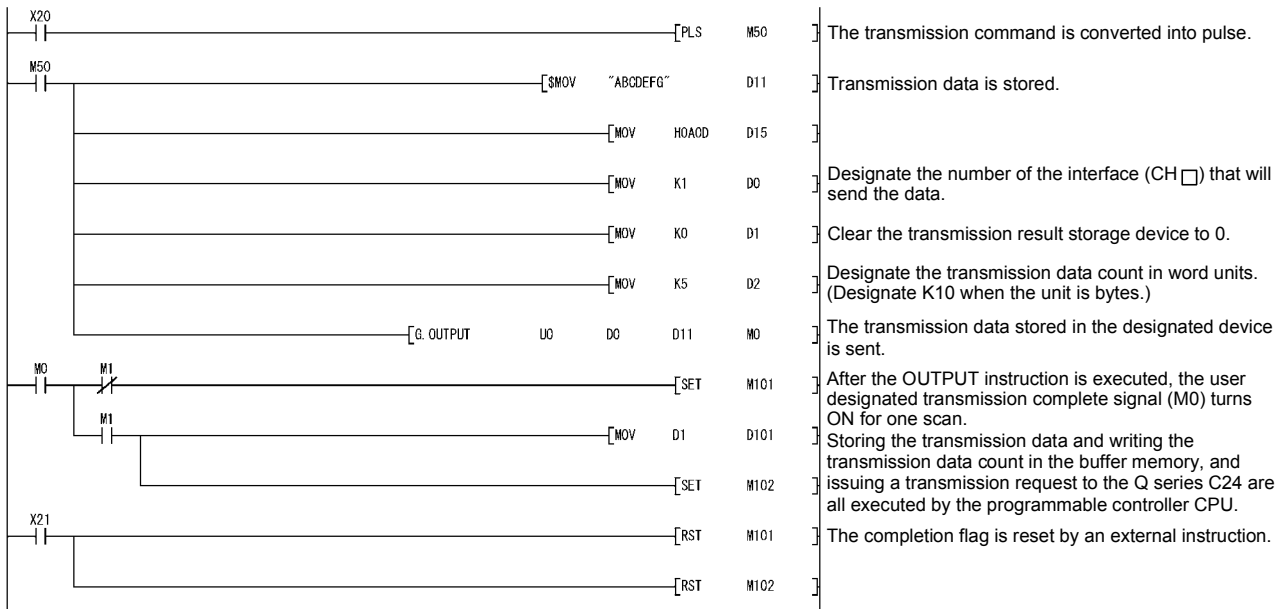 X20
[PLS M50 ] The transmission command is converted into pulse.
M50
[$MOV "ABCDEFG" D11 ] Transmission data is stored.
[MOV H0A0D D15 ]
[MOV K1 D0 ] Designate the number of the interface (CH □) that will
send the data.
[MOV K0 D1 ] Clear the transmission result storage device to 0.
[MOV K5 D2 ] Designate the transmission data count in word units.
(Designate K10 when the unit is bytes.)
[G. OUTPUT U0 D0 D11 M0 ] The transmission data stored in the designated device
is sent.
M0 M1
[SET M101 ] After the OUTPUT instruction is executed, the user
designated transmission complete signal (M0) turns
ON for one scan.
M1
[MOV D1 D101 ] Storing the transmission data and writing the
transmission data count in the buffer memory, and
[SET M102 ] issuing a transmission request to the Q series C24 are
all executed by the programmable controller CPU.
X21
[RST M101 ] The completion flag is reset by an external instruction.
[RST M102 ]